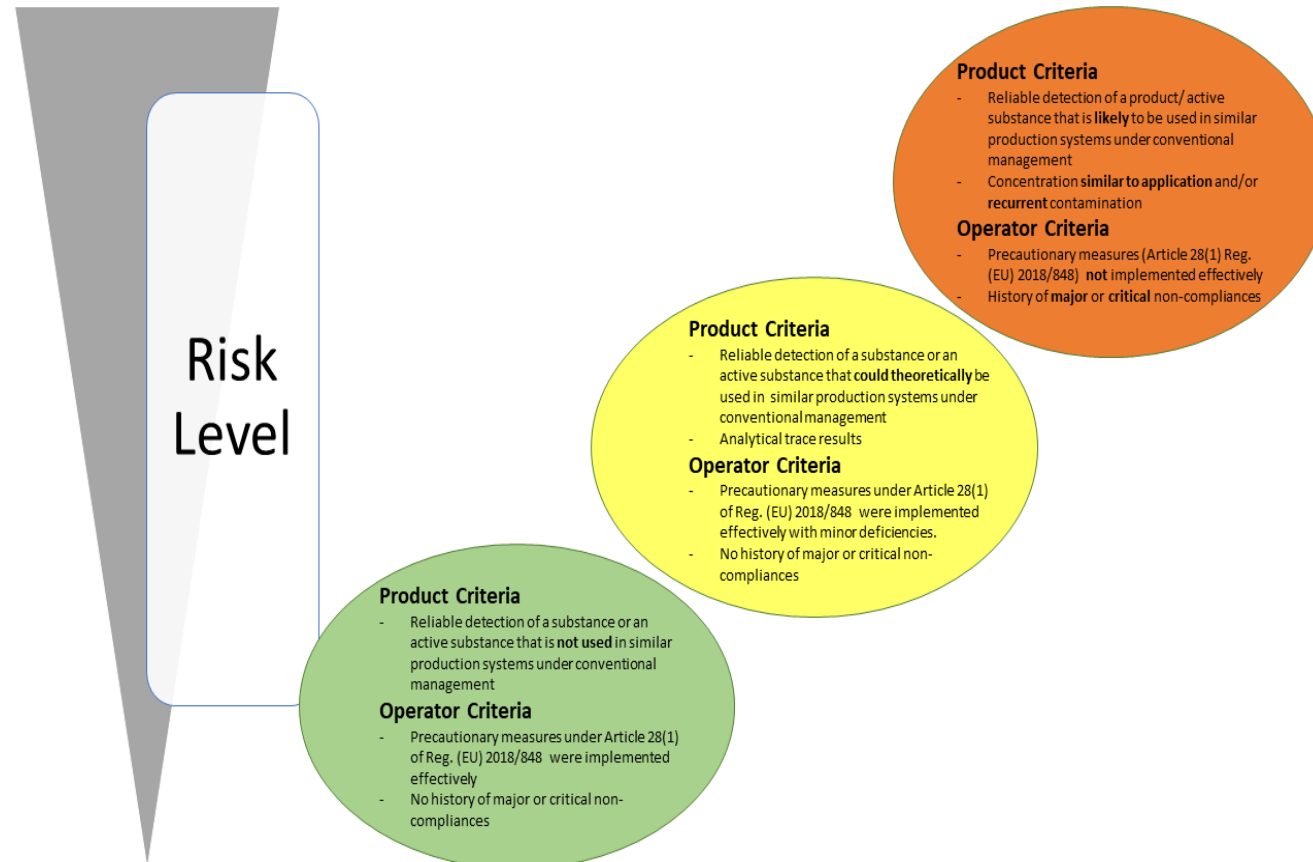 Risk
Level
Product Criteria
- Reliable detection of a product/ active
substance that is likely to be used in similar
production systems under conventional
management
- Concentration similar to application and/or
recurrent contamination
Operator Criteria
- Precautionary measures (Article 28(1) Reg.
(EU) 2018/848) not implemented effectively
- History of major or critical non-compliances
Product Criteria
- Reliable detection of a substance or an
active substance that could theoretically be
used in similar production systems under
conventional management
- Analytical trace results
Operator Criteria
- Precautionary measures under Article 28(1)
of Reg. (EU) 2018/848 were implemented
effectively with minor deficiencies.
- No history of major or critical non-
compliances
Product Criteria
- Reliable detection of a substance or an
active substance that is not used in similar
production systems under conventional
management
Operator Criteria
- Precautionary measures under Article 28(1)
of Reg. (EU) 2018/848 were implemented
effectively
- No history of major or critical non-
compliances